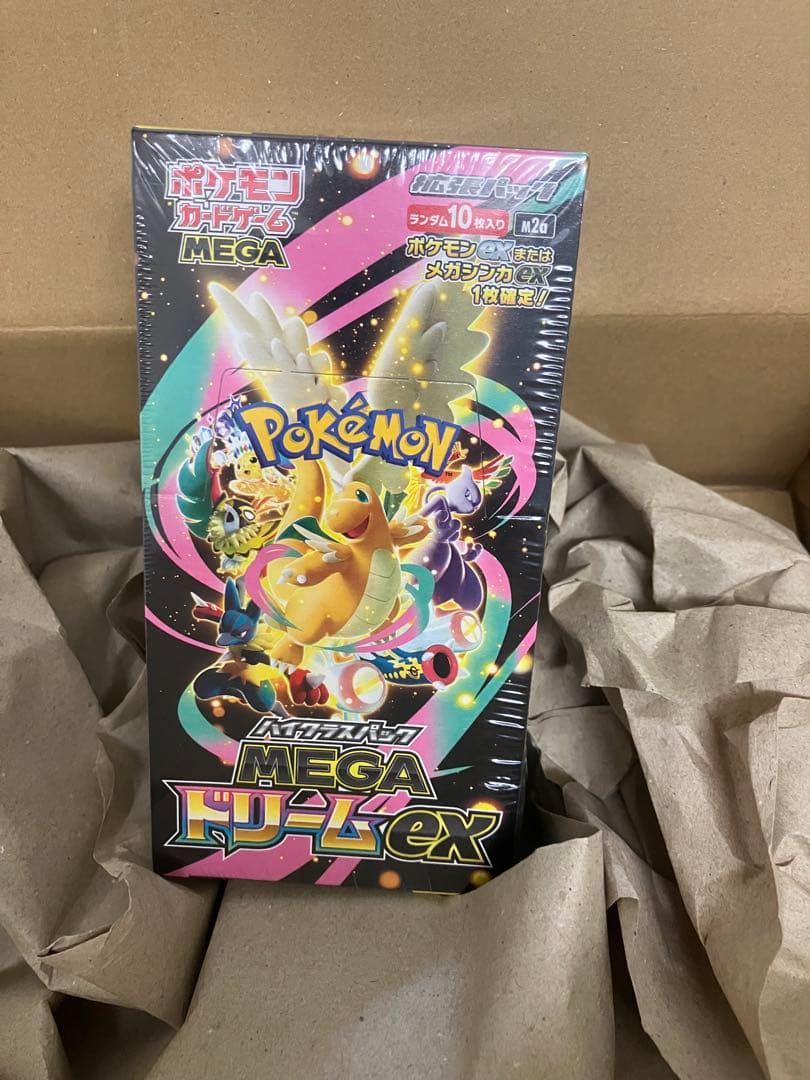 ポケモン
カードゲーム
MEGA
拡張パック
ランダム10枚入り
M2a
ポケモンexまたは
メガシンカex
1枚確定!
POKéMON
ハイクラスパック
MEGA
ドリームex